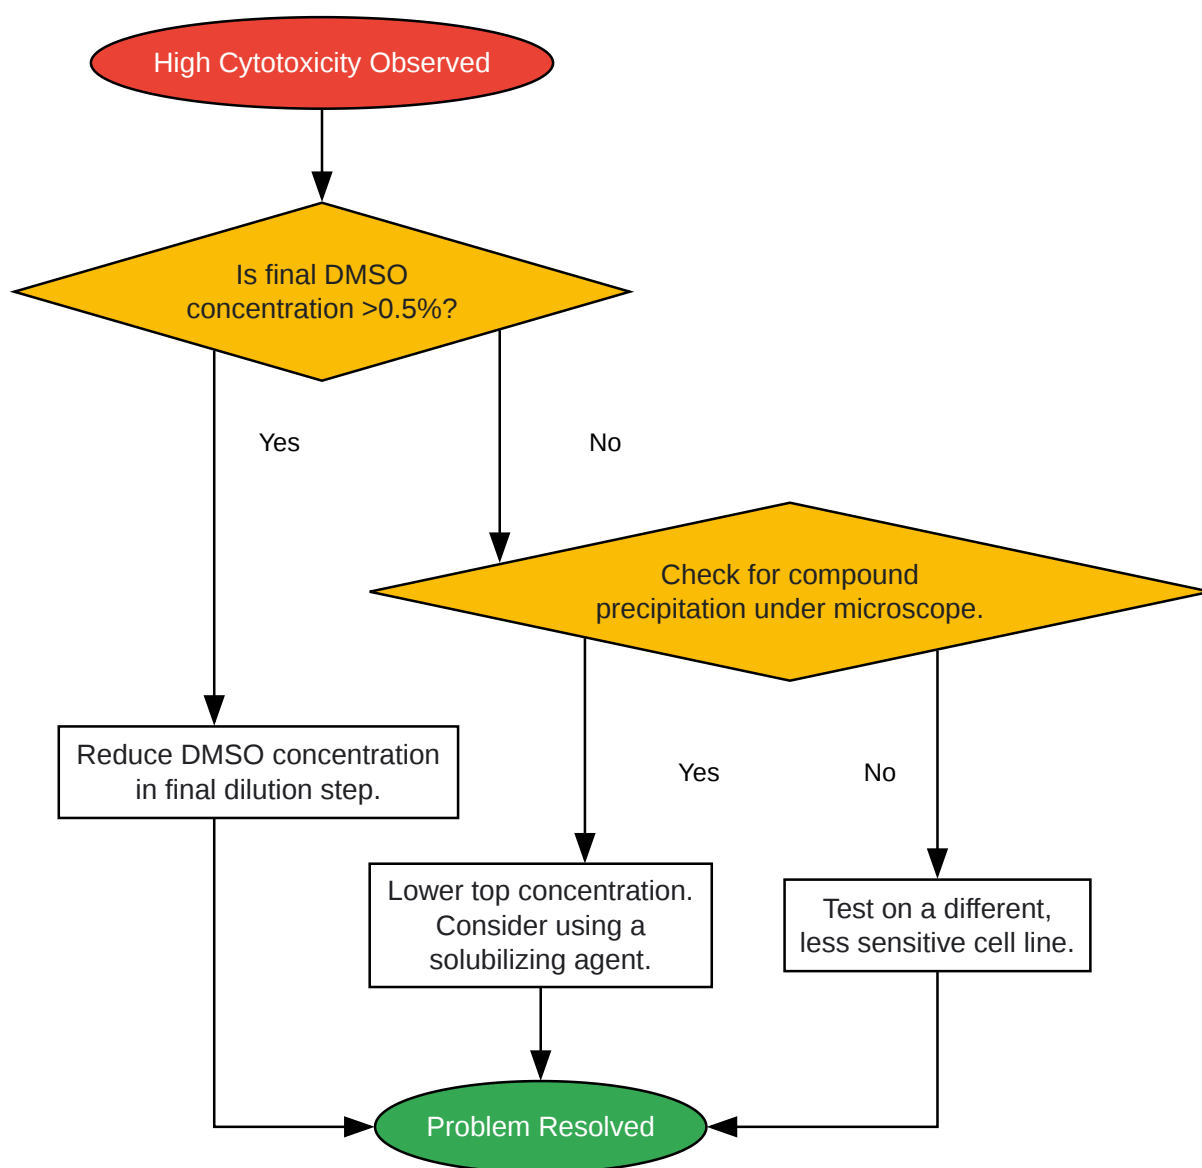 High Cytotoxicity Observed
Is final DMSO
concentration >0.5%?
Yes
No
Check for compound
precipitation under microscope.
Reduce DMSO concentration
in final dilution step.
Yes
No
Lower top concentration.
Consider using a
solubilizing agent.
Test on a different,
less sensitive cell line.
Problem Resolved